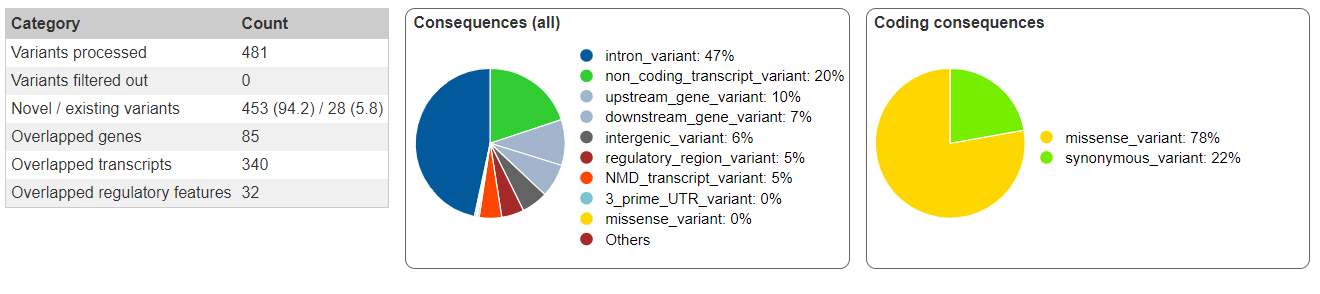 Category Count
Variants processed 481
Variants filtered out 0
Novel / existing variants 453 (94.2) / 28 (5.8)
Overlapped genes 85
Overlapped transcripts 340
Overlapped regulatory features 32
Consequences (all)
intron_variant: 47%
non_coding_transcript_variant: 20%
upstream_gene_variant: 10%
downstream_gene_variant: 7%
intergenic_variant: 6%
regulatory_region_variant: 5%
NMD_transcript_variant: 5%
3_prime_UTR_variant: 0%
missense_variant: 0%
Others
Coding consequences
missense_variant: 78%
synonymous_variant: 22%